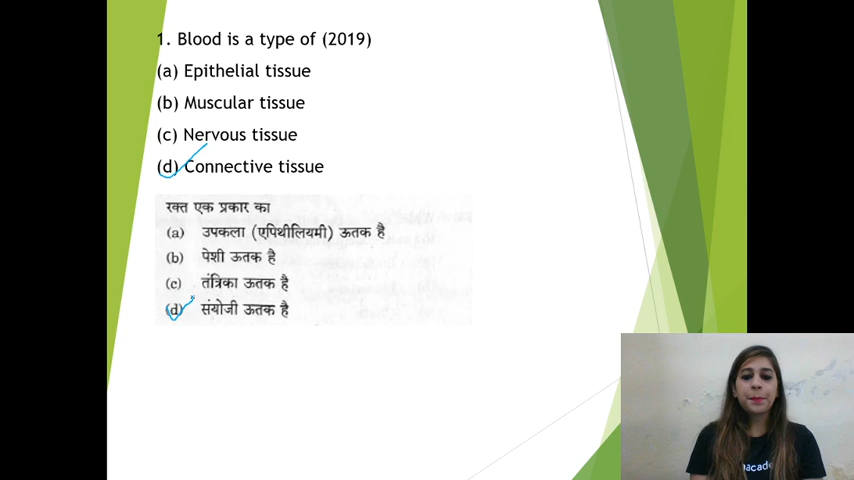 1. Blood is a type of (2019)
(a) Epithelial tissue
(b) Muscular tissue
(c) Nervous tissue
(d) Connective tissue
रक्त एक प्रकार का
(a) उपकला (एपिथीलियमी) ऊतक है
(b) पेशी ऊतक है
(c) तंत्रिका ऊतक है
(d) संयोजी ऊतक है